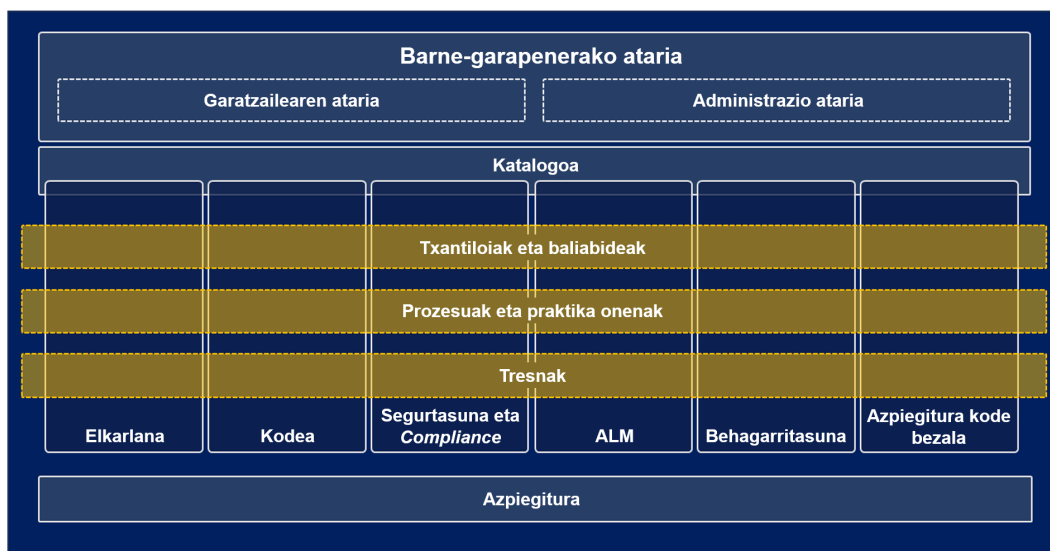 Barne-garapenerako ataria
Garatzailearen ataria
Administrazio ataria
Katalogoa
Txantiloiak eta baliabideak
Prozesuak eta praktika onenak
Tresnak
Elkarlana
Kodea
Segurtasuna eta
Compliance
ALM
Behagarritasuna
Azpiegitura kode
bezala
Azpiegitura